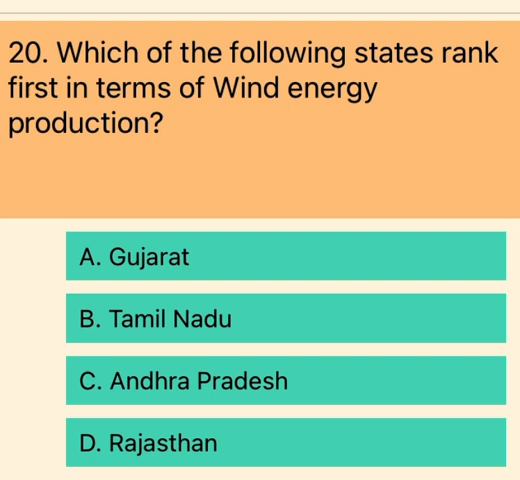 20. Which of the following states rank
first in terms of Wind energy
production?
A. Gujarat
B. Tamil Nadu
C. Andhra Pradesh
D. Rajasthan